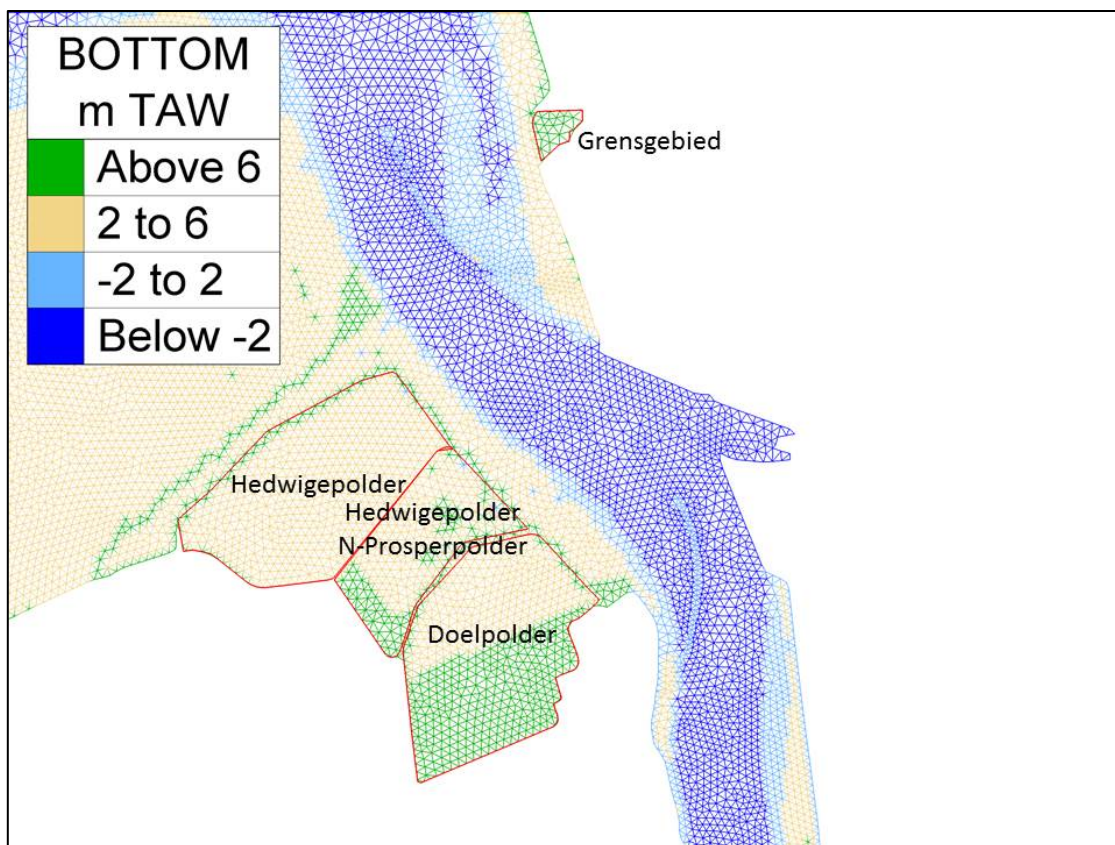 BOTTOM
m TAW
Above 6
2 to 6
-2 to 2
Below -2
Grensgebied
Hedwigepolder
Hedwigepolder
N-Prosperpolder
Doelpolder